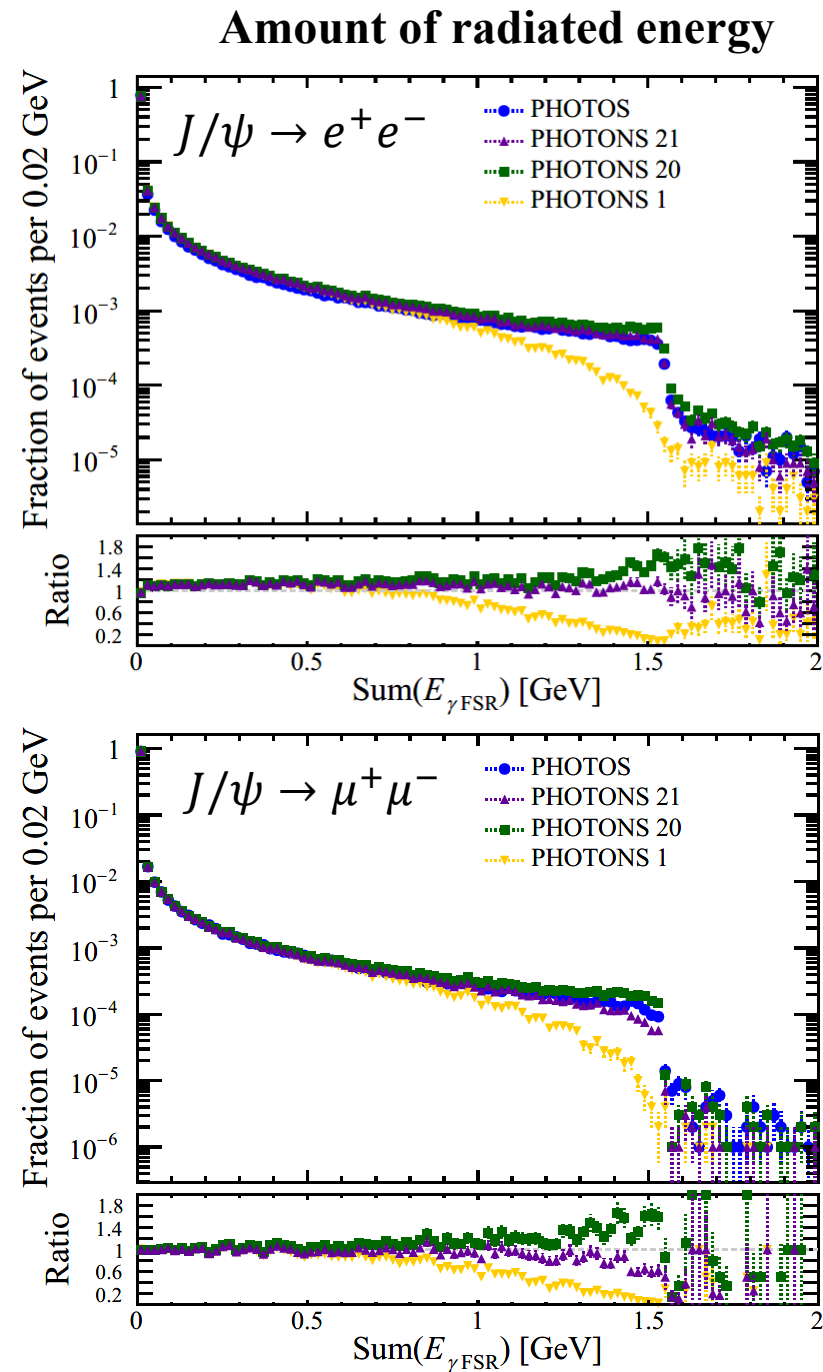 Amount of radiated energy
Fraction of events per 0.02 GeV
1
10⁻¹
10⁻²
10⁻³
10⁻⁴
10⁻⁵
J/ψ → e⁺e⁻
PHOTOS
PHOTONS 21
PHOTONS 20
PHOTONS 1
Ratio
1.8
1.4
1
0.6
0.2
0 0.5 1 1.5 2
Sum(E_γ FSR) [GeV]
Fraction of events per 0.02 GeV
1
10⁻¹
10⁻²
10⁻³
10⁻⁴
10⁻⁵
10⁻⁶
J/ψ → μ⁺μ⁻
PHOTOS
PHOTONS 21
PHOTONS 20
PHOTONS 1
Ratio
1.8
1.4
1
0.6
0.2
0 0.5 1 1.5 2
Sum(E_γ FSR) [GeV]